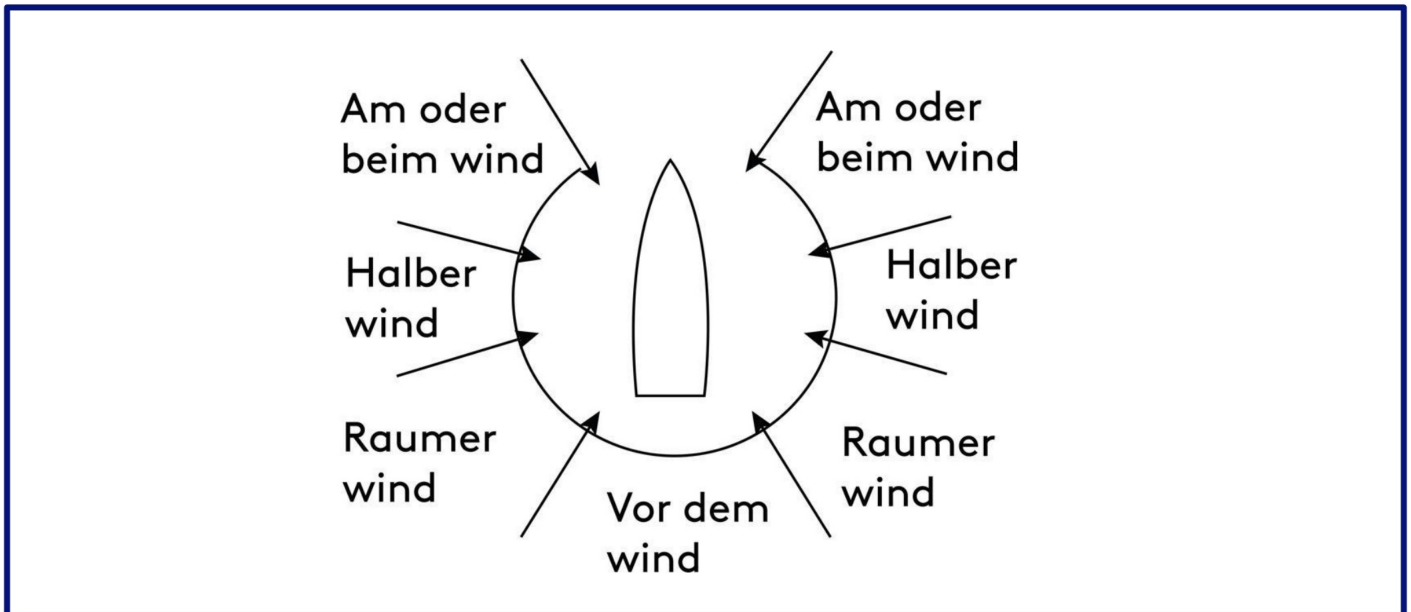 Am oder
beim wind
Am oder
beim wind
Halber
wind
Halber
wind
Raumer
wind
Raumer
wind
Vor dem
wind